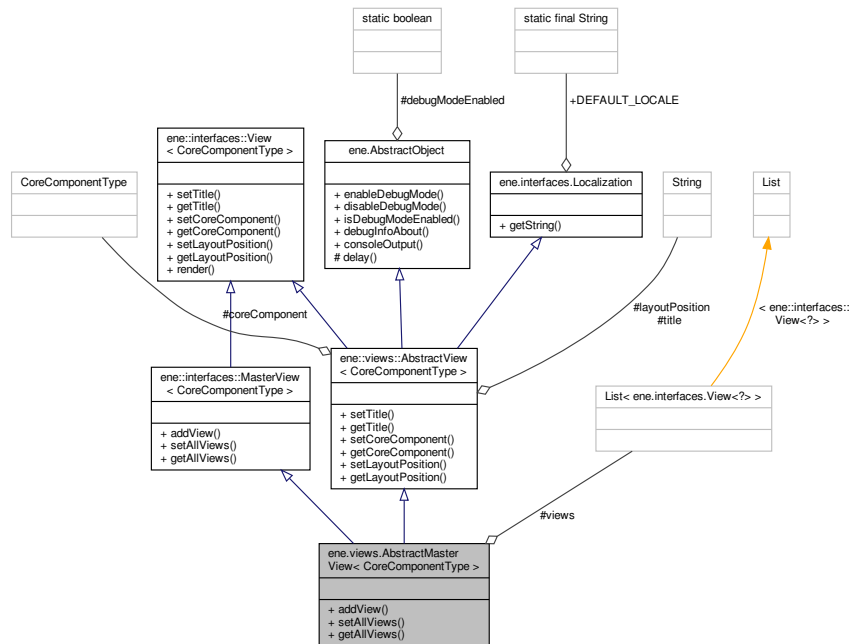 static boolean
static final String
#debugModeEnabled
+DEFAULT_LOCALE
ene::interfaces::View
< CoreComponentType >
+ setTitle()
+ getTitle()
+ setCoreComponent()
+ getCoreComponent()
+ setLayoutPosition()
+ getLayoutPosition()
+ render()
ene.AbstractObject
+ enableDebugMode()
+ disableDebugMode()
+ isDebugModeEnabled()
+ debugInfoAbout()
+ consoleOutput()
# delay()
CoreComponentType
ene.interfaces.Localization
+ getString()
String
List
#coreComponent
#layoutPosition
#title
< ene::interfaces::
View<?> >
ene::interfaces::MasterView
< CoreComponentType >
+ addView()
+ setAllViews()
+ getAllViews()
ene::views::AbstractView
< CoreComponentType >
+ setTitle()
+ getTitle()
+ setCoreComponent()
+ getCoreComponent()
+ setLayoutPosition()
+ getLayoutPosition()
List< ene.interfaces.View<?> >
#views
ene.views.AbstractMaster
View< CoreComponentType >
+ addView()
+ setAllViews()
+ getAllViews()